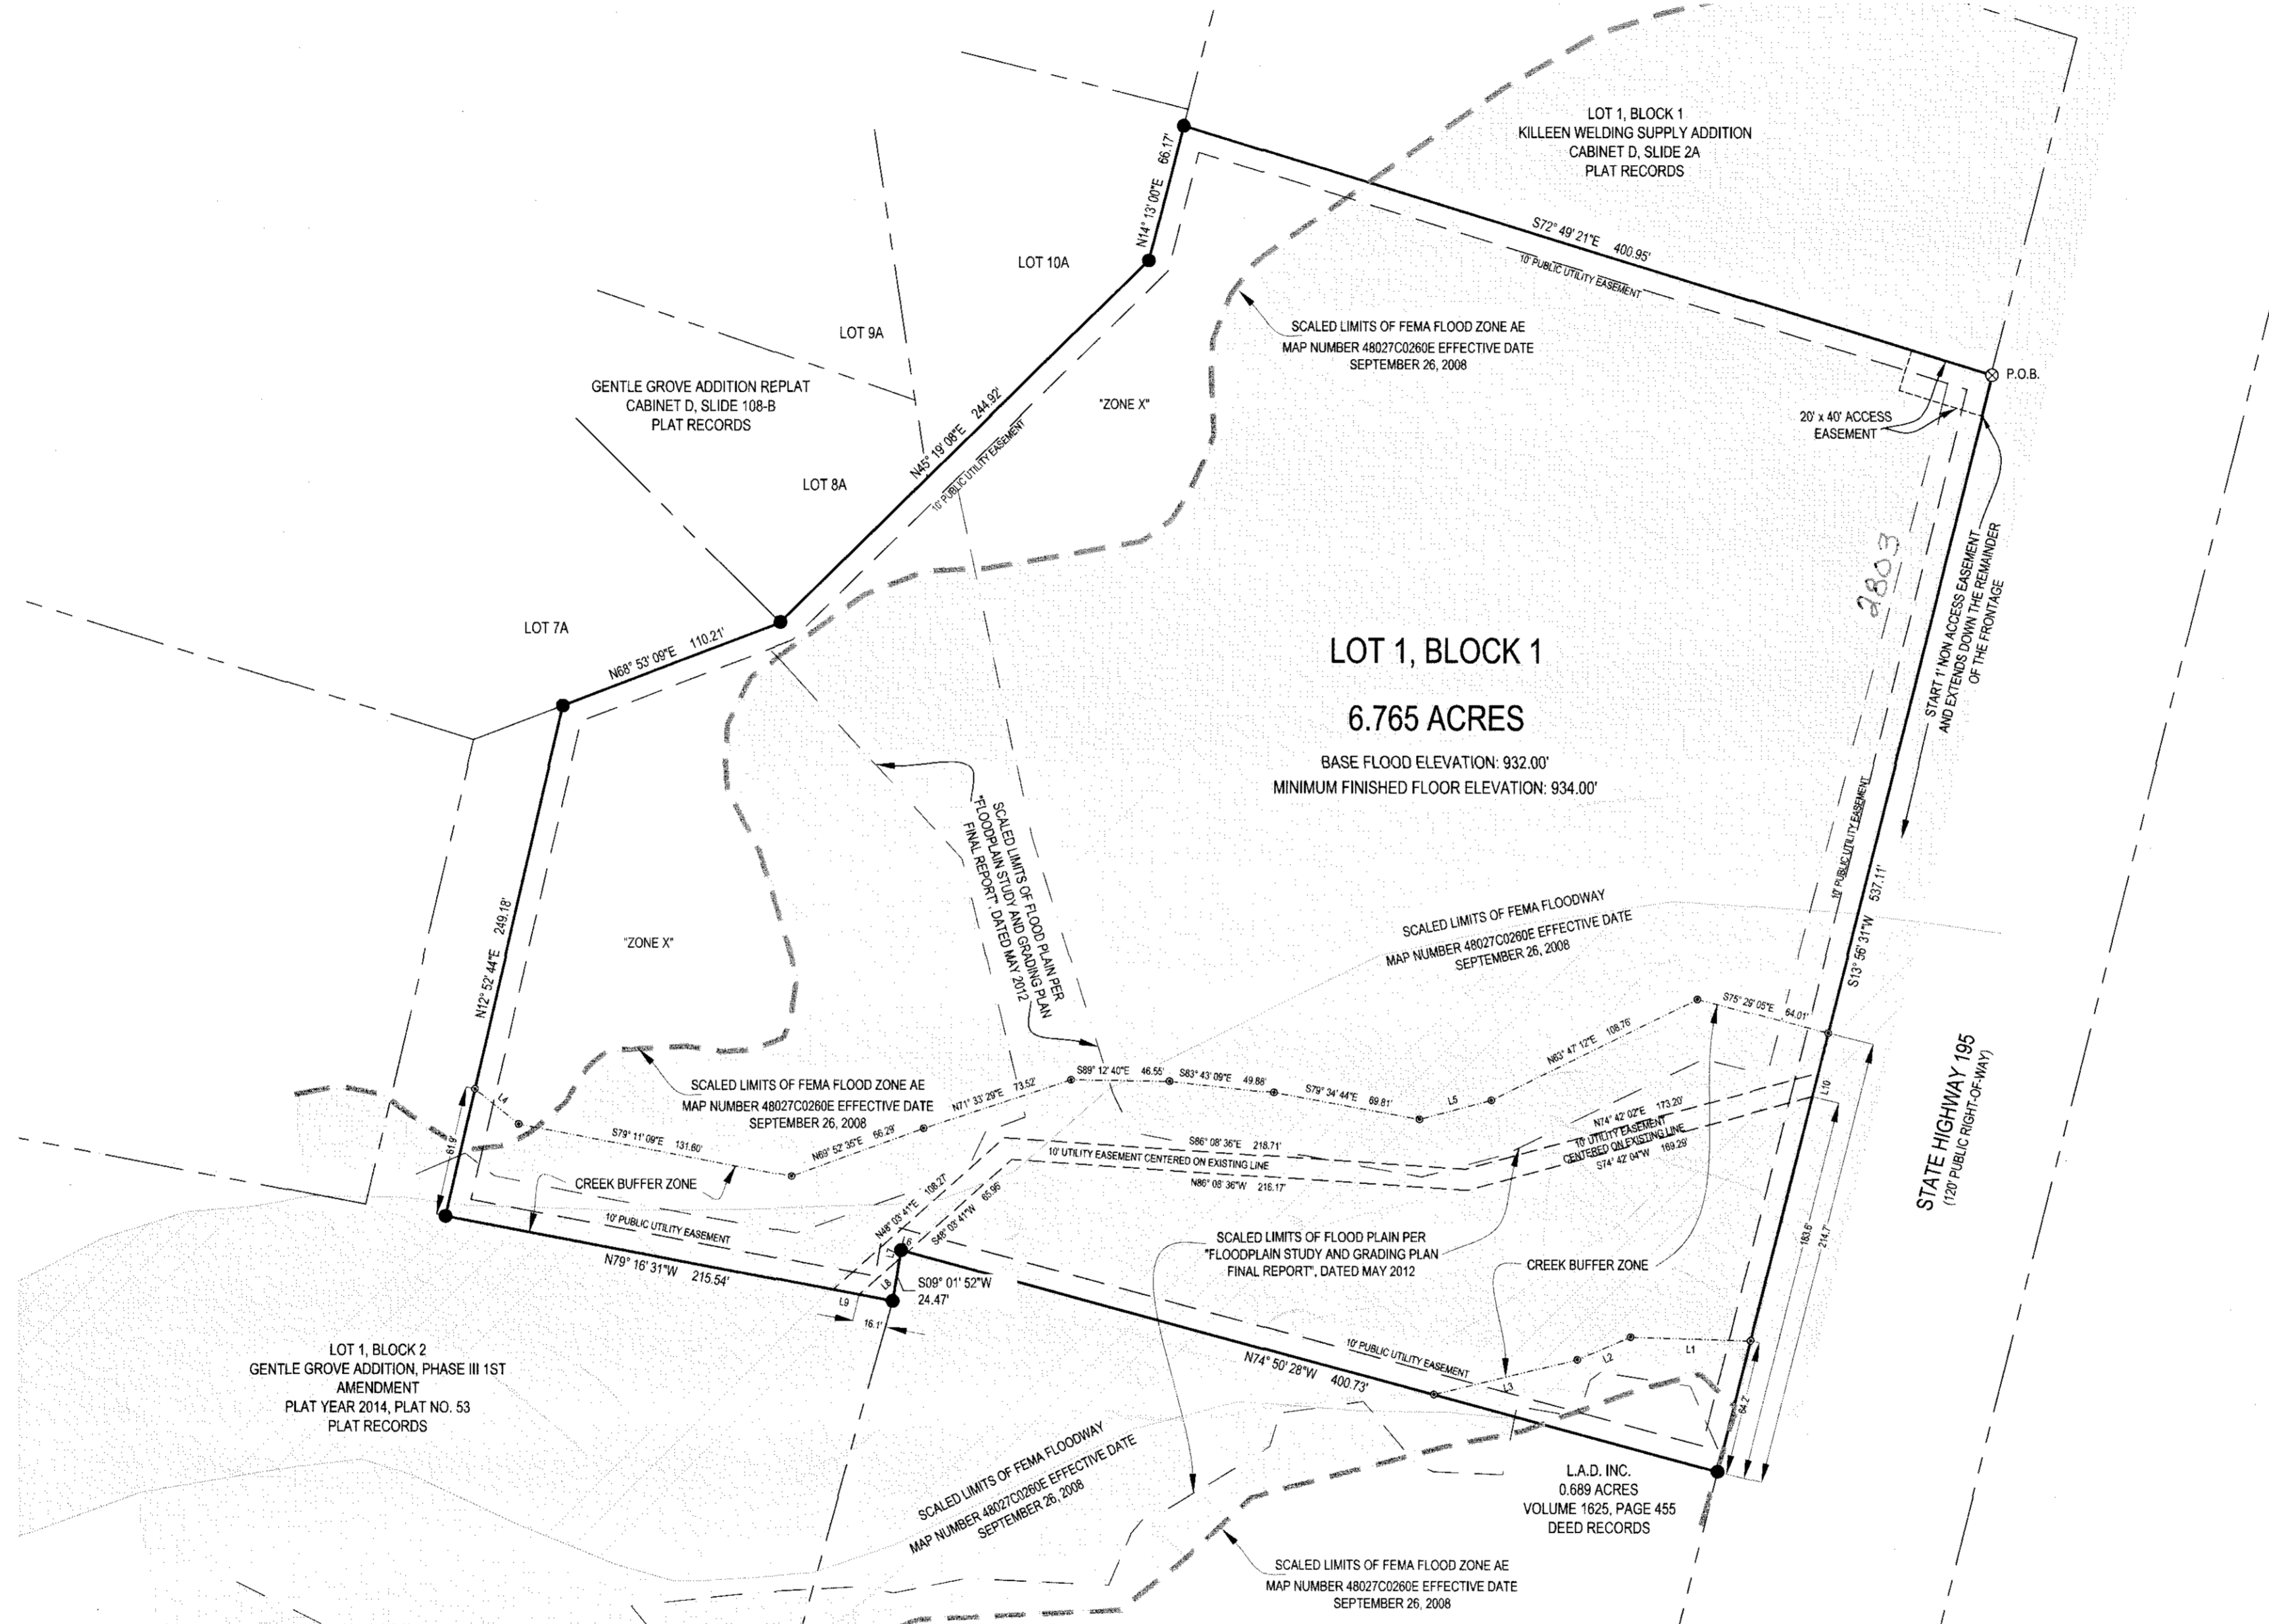 LOT 1, BLOCK 1
KILLEEN WELDING SUPPLY ADDITION
CABINET D, SLIDE 2A
PLAT RECORDS
N14° 13' 00"E 66.17'
S72° 49' 21"E 400.95'
10' PUBLIC UTILITY EASEMENT
LOT 10A
LOT 9A
SCALED LIMITS OF FEMA FLOOD ZONE AE
MAP NUMBER 48027C0260E EFFECTIVE DATE
SEPTEMBER 26, 2008
P.O.B.
GENTLE GROVE ADDITION REPLAT
CABINET D, SLIDE 108-B
PLAT RECORDS
"ZONE X"
20' x 40' ACCESS
EASEMENT
N45° 19' 08"E 244.92'
10' PUBLIC UTILITY EASEMENT
LOT 8A
2803
START 1' NON ACCESS EASEMENT
AND EXTENDS DOWN THE REMAINDER
OF THE FRONTAGE
LOT 7A
N68° 53' 09"E 110.21'
LOT 1, BLOCK 1
6.765 ACRES
BASE FLOOD ELEVATION: 932.00'
MINIMUM FINISHED FLOOR ELEVATION: 934.00'
10' PUBLIC UTILITY EASEMENT
S13° 56' 31"W 537.11'
SCALED LIMITS OF FLOOD PLAIN PER
"FLOODPLAIN STUDY AND GRADING PLAN
FINAL REPORT", DATED MAY 2012
N12° 52' 44"E 249.18'
"ZONE X"
SCALED LIMITS OF FEMA FLOODWAY
MAP NUMBER 48027C0260E EFFECTIVE DATE
SEPTEMBER 26, 2008
S75° 29' 05"E 64.01'
N63° 47' 12"E 108.76'
STATE HIGHWAY 195
(120' PUBLIC RIGHT-OF-WAY)
SCALED LIMITS OF FEMA FLOOD ZONE AE
MAP NUMBER 48027C0260E EFFECTIVE DATE
SEPTEMBER 26, 2008
L4
61.9'
S79° 11' 09"E 131.60'
N69° 52' 35"E 66.29'
N71° 33' 29"E 73.52'
S89° 12' 40"E 46.55'
S83° 43' 09"E 49.88'
S79° 34' 44"E 69.81'
L5
L10
N74° 42' 02"E 173.20'
10' UTILITY EASEMENT
CENTERED ON EXISTING LINE
S74° 42' 04"W 169.29'
S86° 08' 36"E 218.71'
10' UTILITY EASEMENT CENTERED ON EXISTING LINE
N86° 08' 36"W 216.17'
CREEK BUFFER ZONE
10' PUBLIC UTILITY EASEMENT
N48° 03' 41"E 108.27'
S48° 03' 41"W 65.96'
L6
L7
L8
L9
N79° 16' 31"W 215.54'
S09° 01' 52"W
24.47'
16.1'
SCALED LIMITS OF FLOOD PLAIN PER
"FLOODPLAIN STUDY AND GRADING PLAN
FINAL REPORT", DATED MAY 2012
CREEK BUFFER ZONE
183.6'
214.7'
64.2'
L1
L2
L3
10' PUBLIC UTILITY EASEMENT
N74° 50' 28"W 400.73'
LOT 1, BLOCK 2
GENTLE GROVE ADDITION, PHASE III 1ST
AMENDMENT
PLAT YEAR 2014, PLAT NO. 53
PLAT RECORDS
SCALED LIMITS OF FEMA FLOODWAY
MAP NUMBER 48027C0260E EFFECTIVE DATE
SEPTEMBER 26, 2008
L.A.D. INC.
0.689 ACRES
VOLUME 1625, PAGE 455
DEED RECORDS
SCALED LIMITS OF FEMA FLOOD ZONE AE
MAP NUMBER 48027C0260E EFFECTIVE DATE
SEPTEMBER 26, 2008